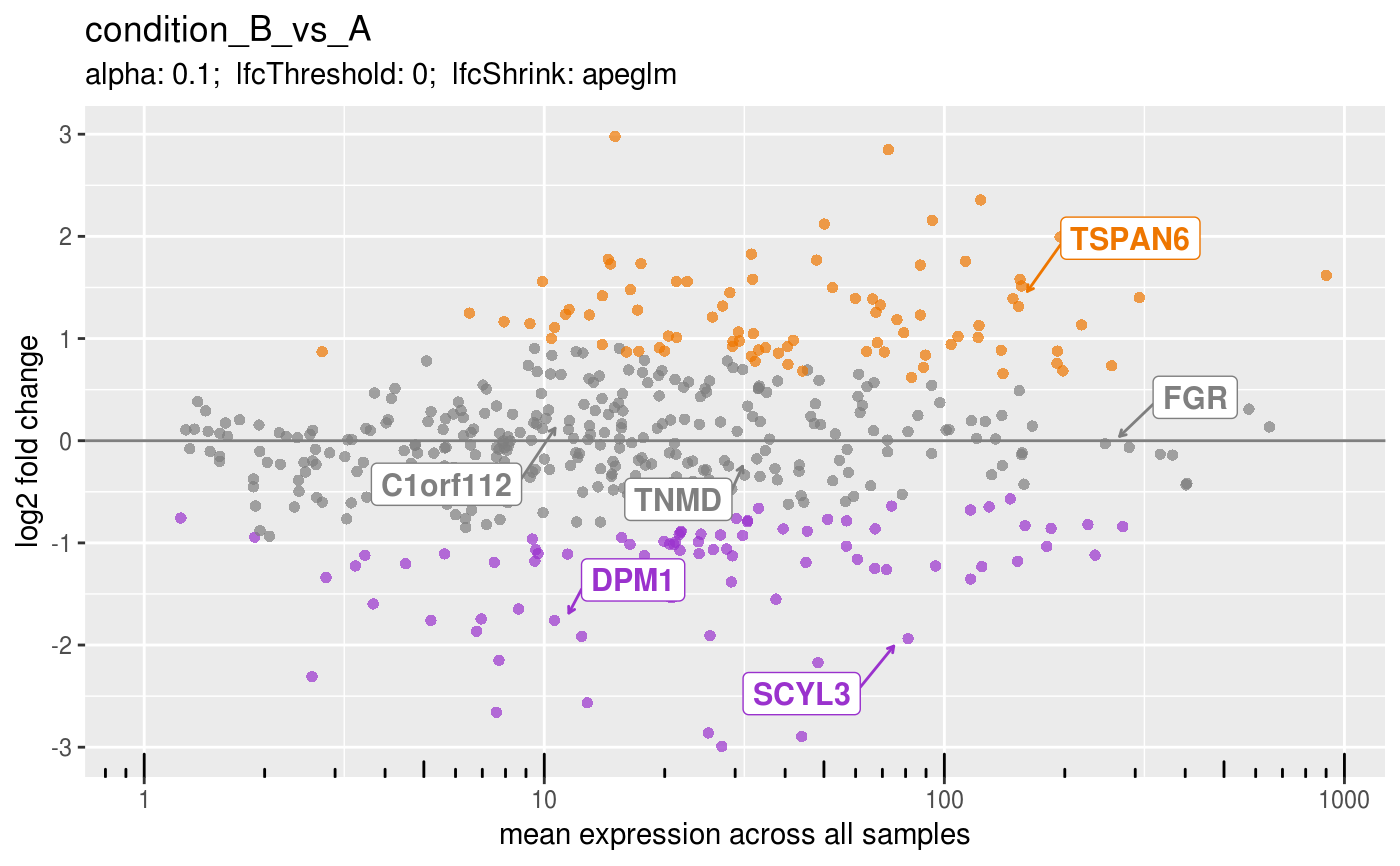 condition_B_vs_A
alpha: 0.1;  lfcThreshold: 0;  lfcShrink: apeglm
log2 fold change
3
2
1
0
-1
-2
-3
TSPAN6
FGR
C1orf112
TNMD
DPM1
SCYL3
1
10
100
1000
mean expression across all samples